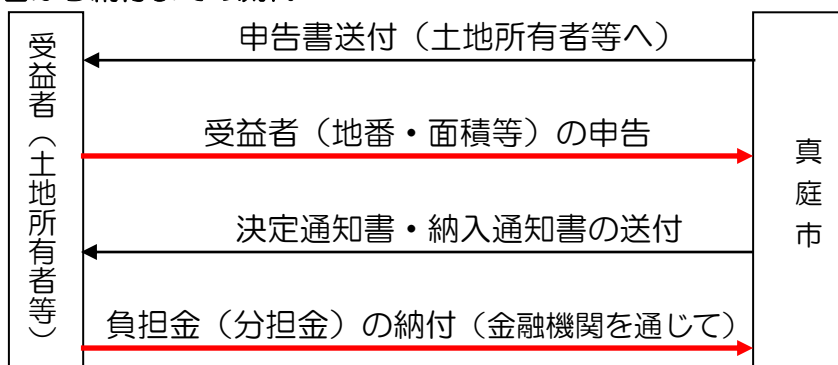 申告書送付（土地所有者等へ）
受益者（土地所有者等）
受益者（地番・面積等）の申告
真庭市
決定通知書・納入通知書の送付
負担金（分担金）の納付（金融機関を通じて）